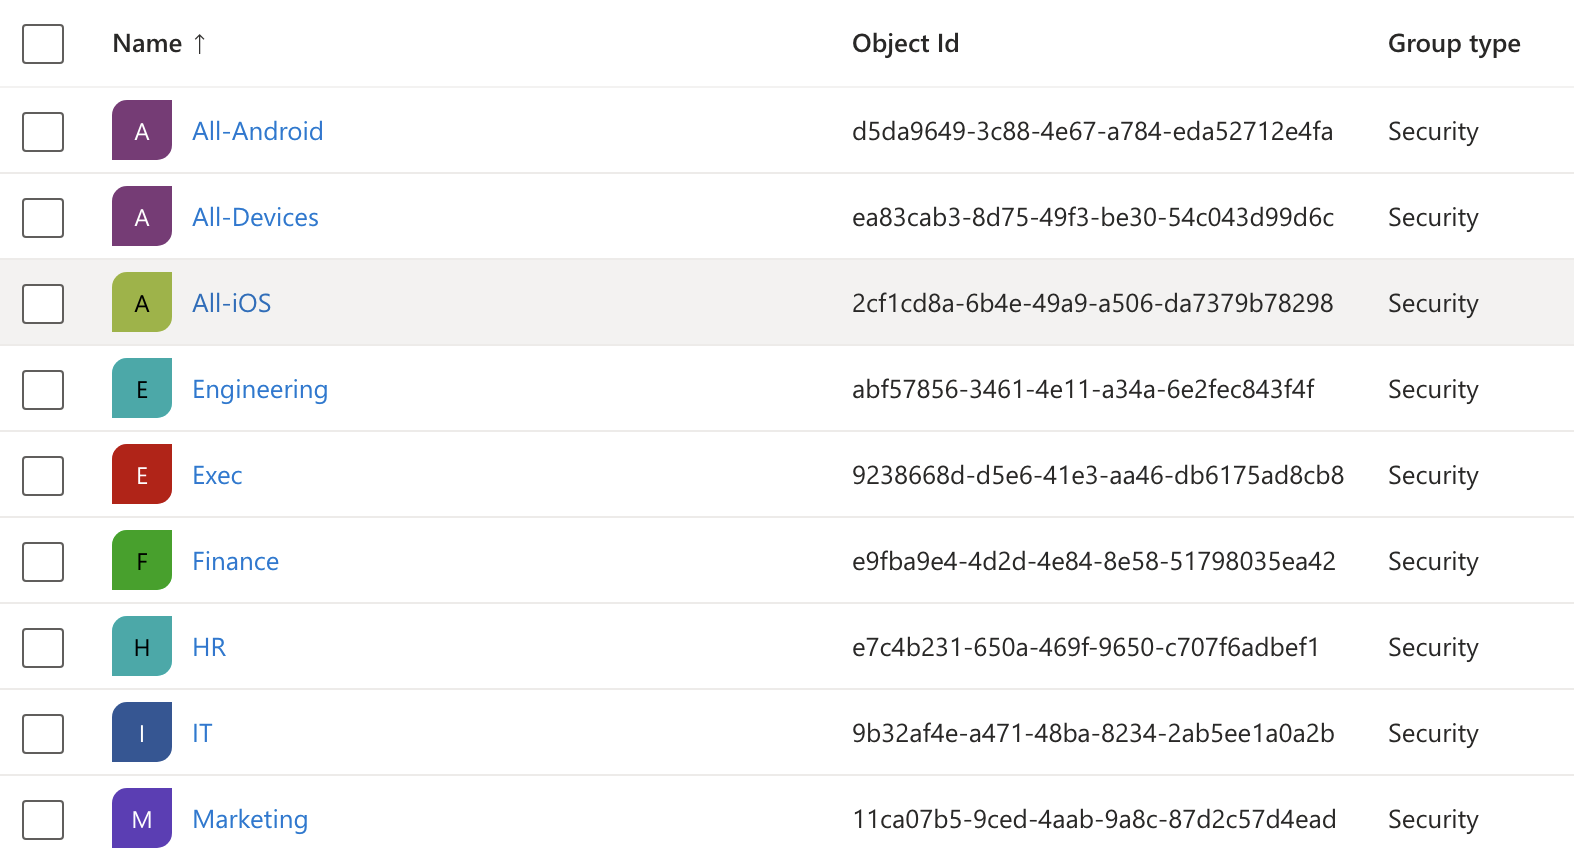 Name ↑ Object Id Group type
A All-Android d5da9649-3c88-4e67-a784-eda52712e4fa Security
A All-Devices ea83cab3-8d75-49f3-be30-54c043d99d6c Security
A All-iOS 2cf1cd8a-6b4e-49a9-a506-da7379b78298 Security
E Engineering abf57856-3461-4e11-a34a-6e2fec843f4f Security
E Exec 9238668d-d5e6-41e3-aa46-db6175ad8cb8 Security
F Finance e9fba9e4-4d2d-4e84-8e58-51798035ea42 Security
H HR e7c4b231-650a-469f-9650-c707f6adbef1 Security
I IT 9b32af4e-a471-48ba-8234-2ab5ee1a0a2b Security
M Marketing 11ca07b5-9ced-4aab-9a8c-87d2c57d4ead Security